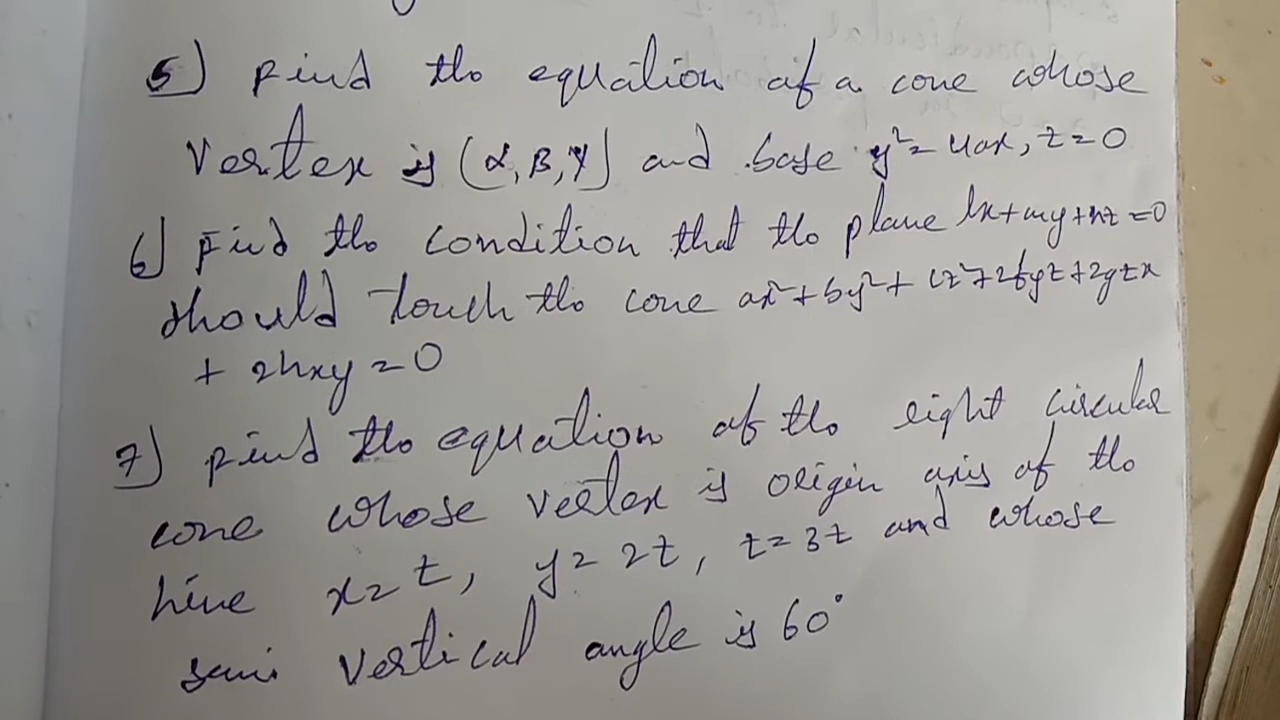 5) Find the equation of a cone whose
vertex is (α, β, γ) and base y² = 4ax, z = 0
6) Find the condition that the plane lx+my+nz=0
should touch the cone ax²+by²+cz²+2fyz+2gzx
+ 2hxy = 0
7) Find the equation of the right circular
cone whose vertex is origin axis of the
line x = t, y = 2t, z = 3t and whose
semi vertical angle is 60°